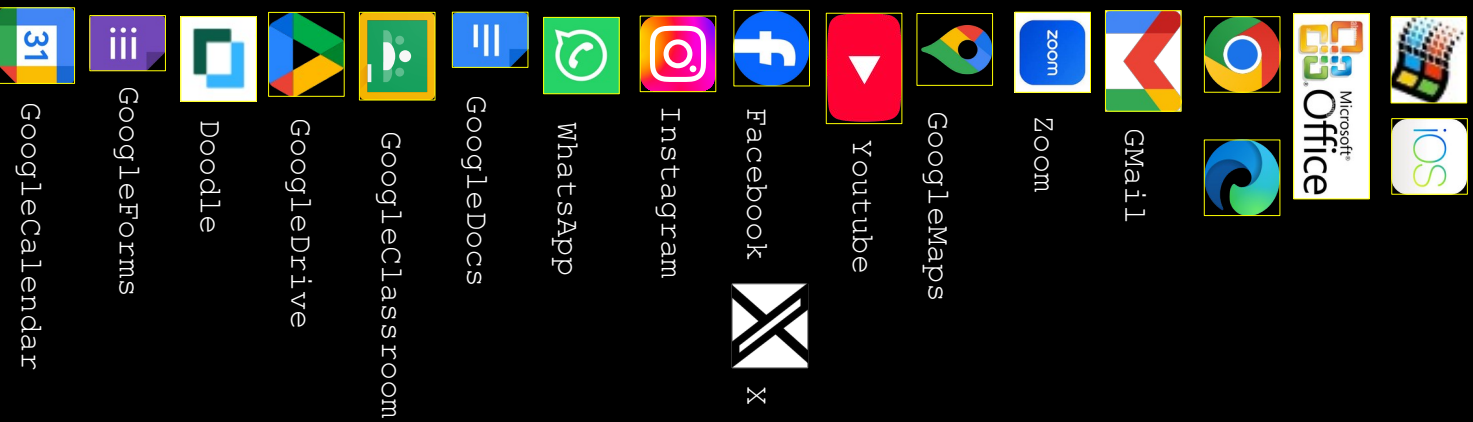 iOS
Microsoft®
Office
GMail
zoom
Zoom
GoogleMaps
Youtube
Facebook X
Instagram
WhatsApp
GoogleDocs
GoogleClassroom
GoogleDrive
Doodle
GoogleForms
31
GoogleCalendar